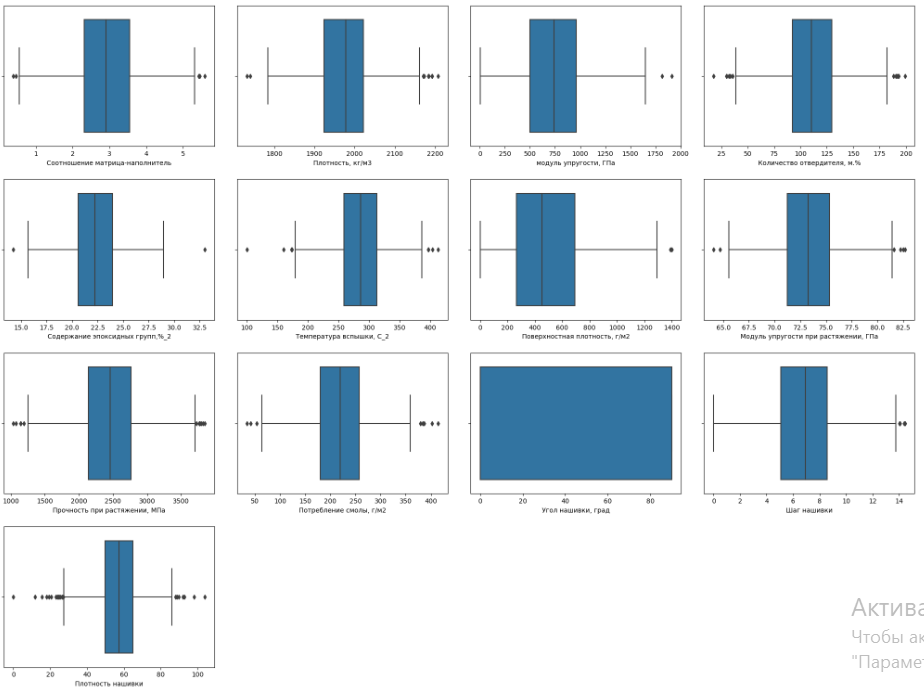 1 2 3 4 5
Соотношение матрица-наполнитель
1800 1900 2000 2100 2200
Плотность, кг/м3
0 250 500 750 1000 1250 1500 1750 2000
модуль упругости, ГПа
25 50 75 100 125 150 175 200
Количество отвердителя, м.%
15.0 17.5 20.0 22.5 25.0 27.5 30.0 32.5
Содержание эпоксидных групп,%_2
100 150 200 250 300 350 400
Температура вспышки, С_2
0 200 400 600 800 1000 1200 1400
Поверхностная плотность, г/м2
65.0 67.5 70.0 72.5 75.0 77.5 80.0 82.5
Модуль упругости при растяжении, ГПа
1000 1500 2000 2500 3000 3500
Прочность при растяжении, МПа
50 100 150 200 250 300 350 400
Потребление смолы, г/м2
0 20 40 60 80
Угол нашивки, град
0 2 4 6 8 10 12 14
Шаг нашивки
0 20 40 60 80 100
Плотность нашивки
Актива
Чтобы ак
"Парамет